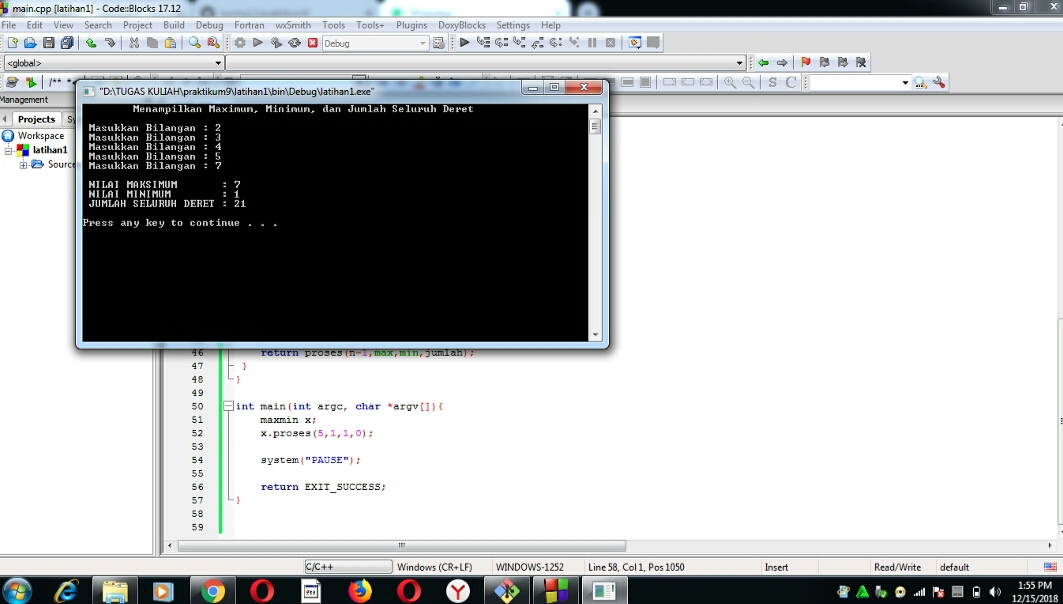 main.cpp [latihan1] - Code::Blocks 17.12
File Edit View Search Project Build Debug Fortran wxSmith Tools Tools+ Plugins DoxyBlocks Settings Help
Debug
<global>
/** *
"D:\TUGAS KULIAH\praktikum9\latihan1\bin\Debug\latihan1.exe"
S C
Management
Projects Sy
Workspace
latihan1
Source
Menampilkan Maximum, Minimum, dan Jumlah Seluruh Deret
Masukkan Bilangan : 2
Masukkan Bilangan : 3
Masukkan Bilangan : 4
Masukkan Bilangan : 5
Masukkan Bilangan : 7
NILAI MAKSIMUM : 7
NILAI MINIMUM : 1
JUMLAH SELURUH DERET : 21
Press any key to continue . . .
46 return proses(n-1,max,min,jumlah);
47 }
48 }
49
50 int main(int argc, char *argv[]){
51 maxmin x;
52 x.proses(5,1,1,0);
53
54 system("PAUSE");
55
56 return EXIT_SUCCESS;
57 }
58
59
C/C++ Windows (CR+LF) WINDOWS-1252 Line 58, Col 1, Pos 1050 Insert Read/Write default
1:55 PM
12/15/2018